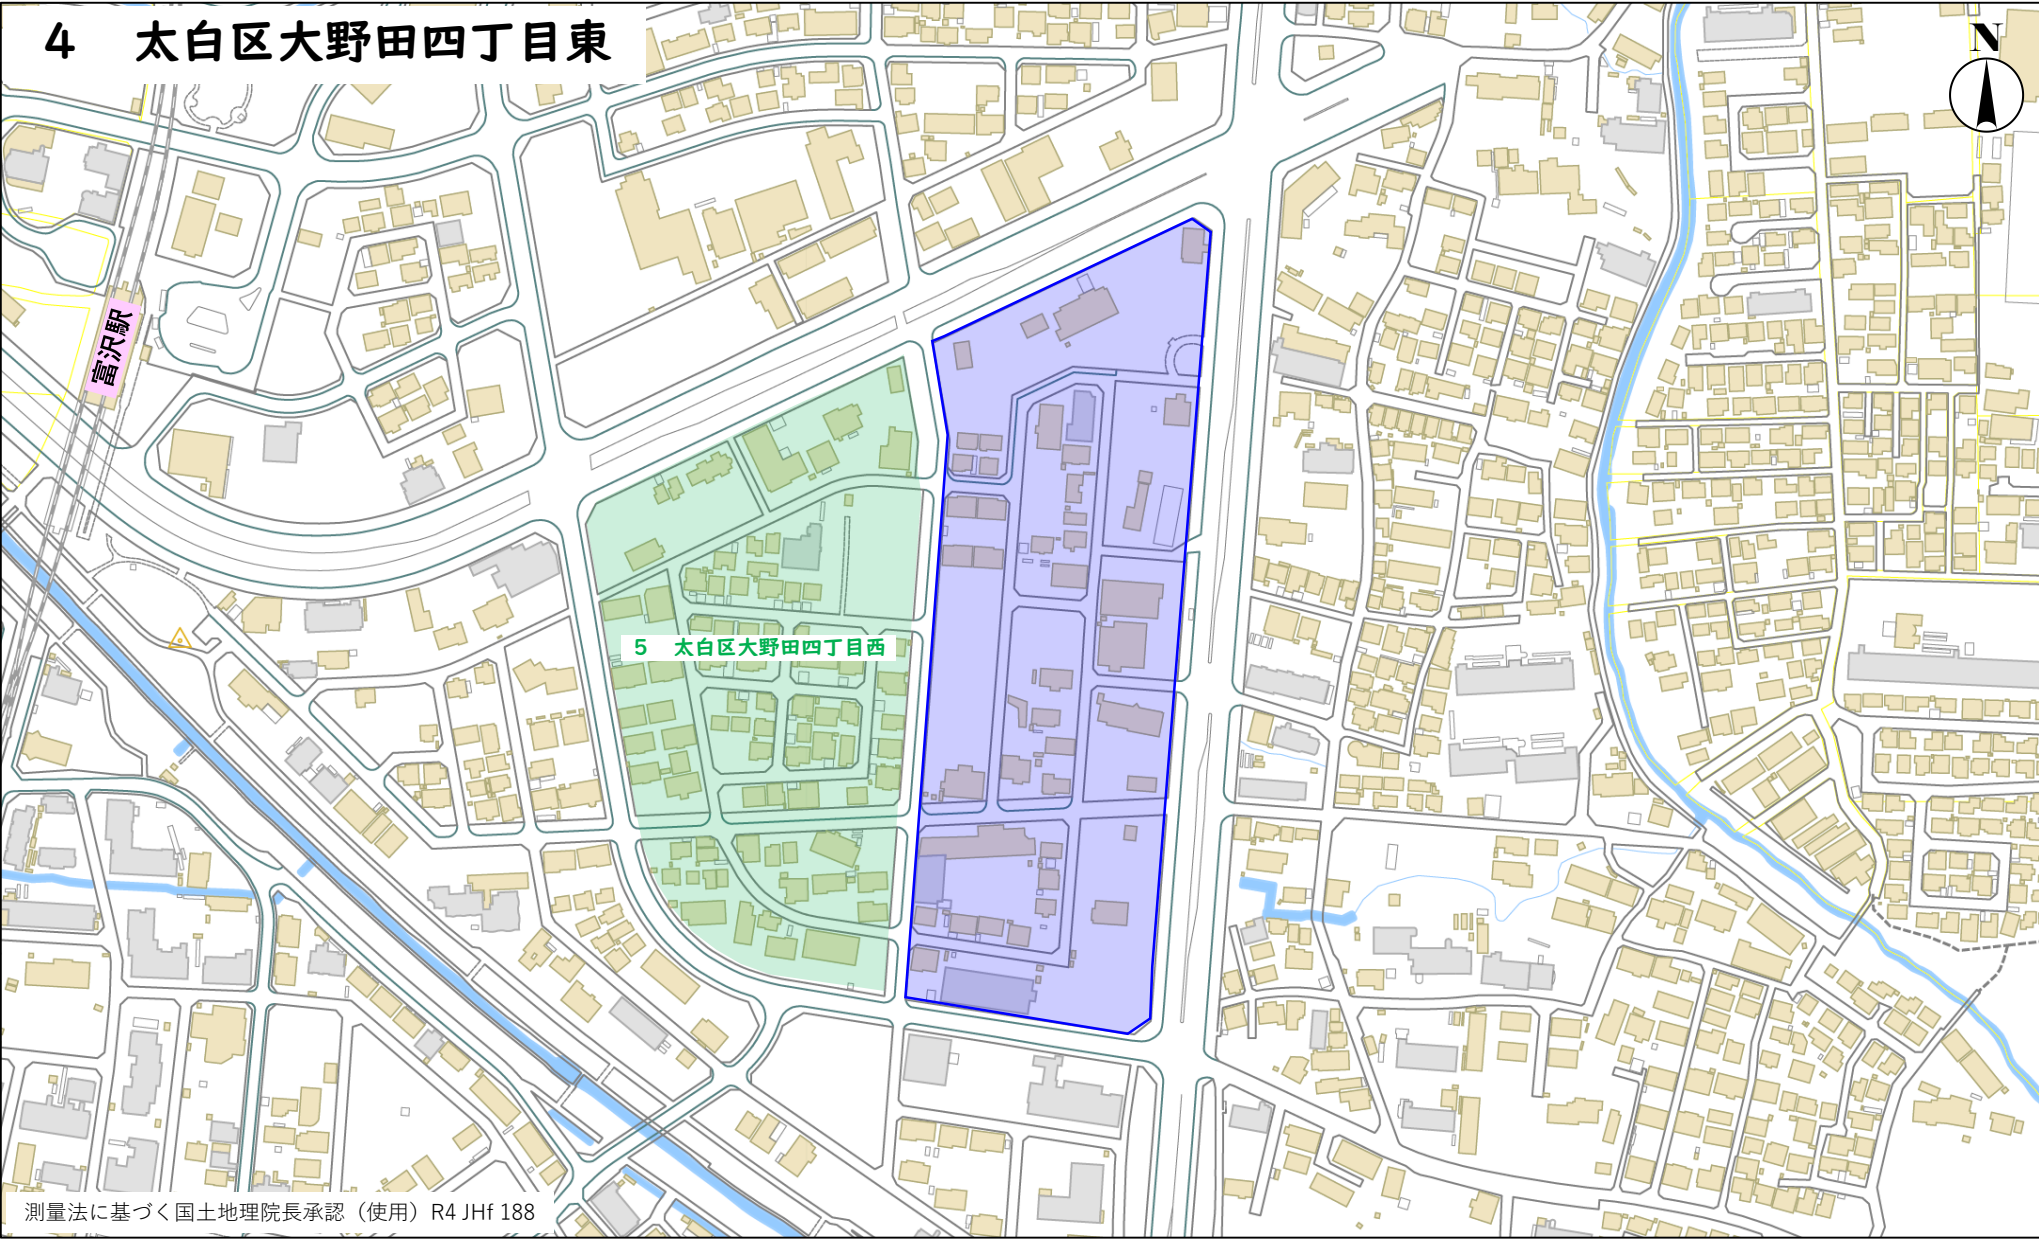 4　太白区大野田四丁目東
N
富沢駅
5　太白区大野田四丁目西
測量法に基づく国土地理院長承認（使用）R4 JHf 188